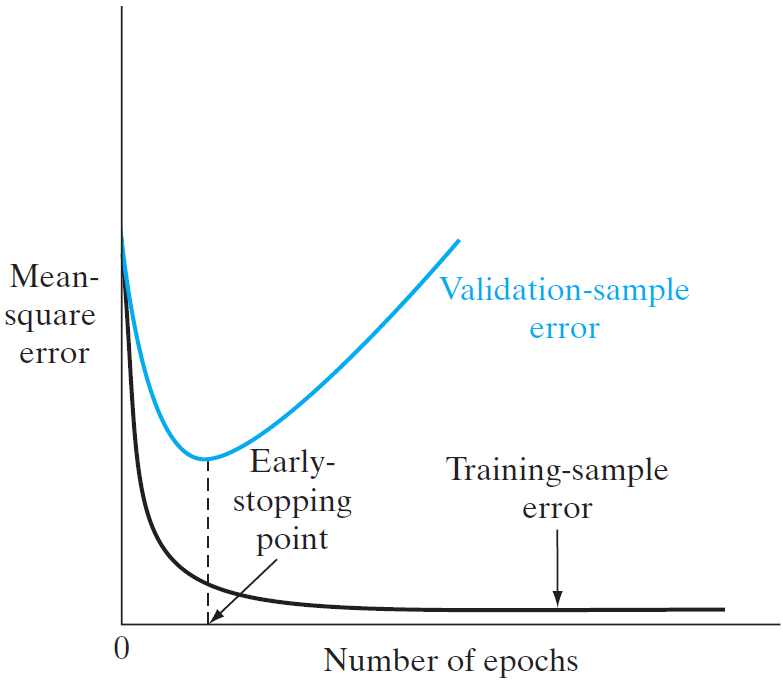 Mean-
square
error
Validation-sample
error
Early-
stopping
point
Training-sample
error
0
Number of epochs